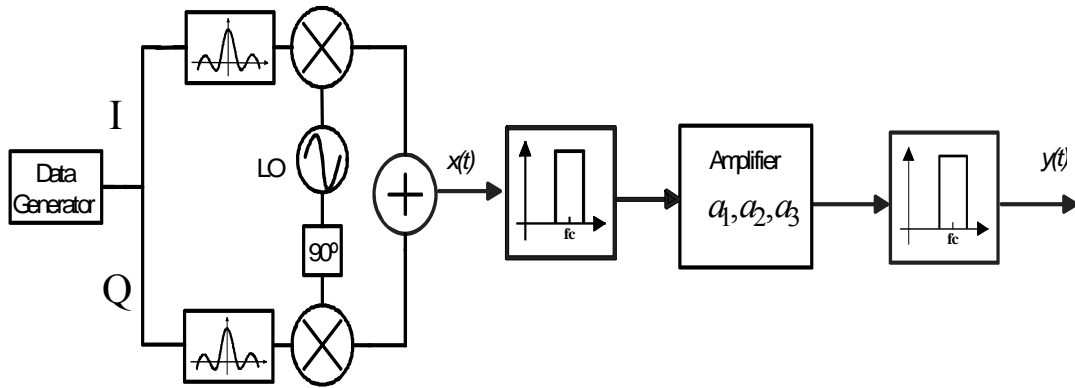 I
Data
Generator
Q
LO
90º
x(t)
fc
Amplifier
a₁,a₂,a₃
fc
y(t)